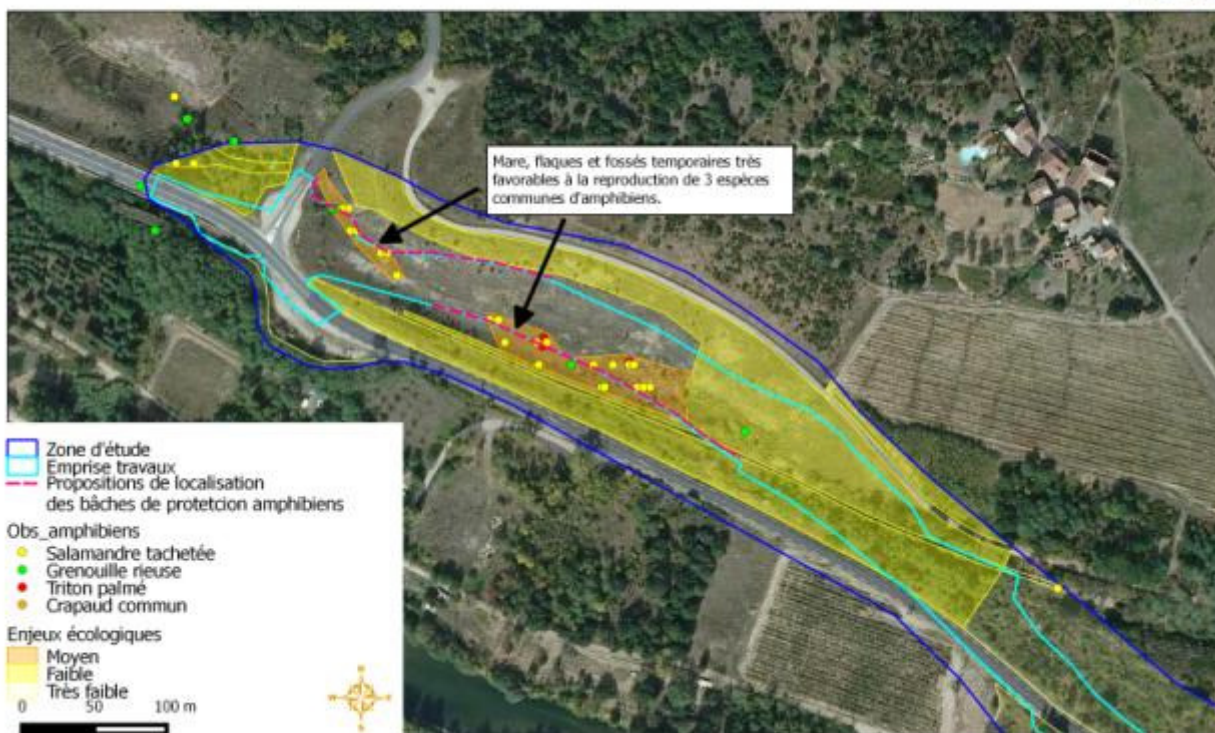 Mare, flaques et fossés temporaires très
favorables à la reproduction de 3 espèces
communes d'amphibiens.
Zone d'étude
Emprise travaux
Propositions de localisation
des bâches de protetcion amphibiens
Obs_amphibiens
Salamandre tachetée
Grenouille rieuse
Triton palmé
Crapaud commun
Enjeux écologiques
Moyen
Faible
Très faible
0 50 100 m